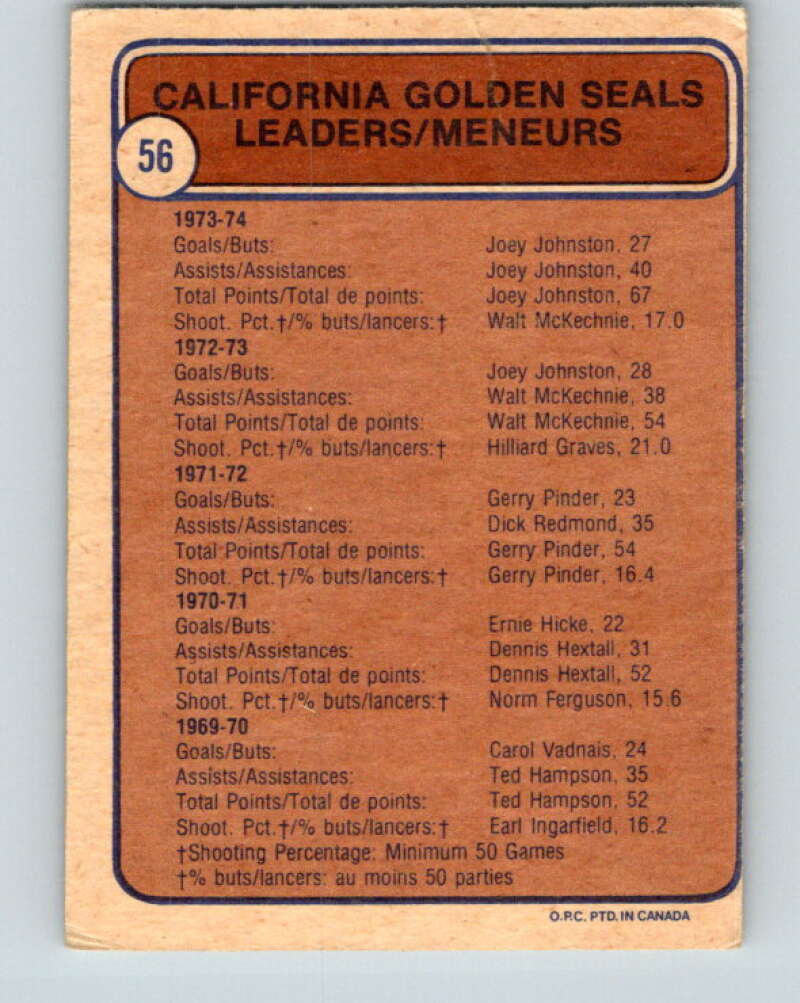 CALIFORNIA GOLDEN SEALS
LEADERS/MENEURS
56
1973-74
Goals/Buts: Joey Johnston, 27
Assists/Assistances: Joey Johnston, 40
Total Points/Total de points: Joey Johnston, 67
Shoot. Pct.†/% buts/lancers:† Walt McKechnie, 17.0
1972-73
Goals/Buts: Joey Johnston, 28
Assists/Assistances: Walt McKechnie, 38
Total Points/Total de points: Walt McKechnie, 54
Shoot. Pct.†/% buts/lancers:† Hilliard Graves, 21.0
1971-72
Goals/Buts: Gerry Pinder, 23
Assists/Assistances: Dick Redmond, 35
Total Points/Total de points: Gerry Pinder, 54
Shoot. Pct.†/% buts/lancers:† Gerry Pinder, 16.4
1970-71
Goals/Buts: Ernie Hicke, 22
Assists/Assistances: Dennis Hextall, 31
Total Points/Total de points: Dennis Hextall, 52
Shoot. Pct.†/% buts/lancers:† Norm Ferguson, 15.6
1969-70
Goals/Buts: Carol Vadnais, 24
Assists/Assistances: Ted Hampson, 35
Total Points/Total de points: Ted Hampson, 52
Shoot. Pct.†/% buts/lancers:† Earl Ingarfield, 16.2
†Shooting Percentage: Minimum 50 Games
†% buts/lancers: au moins 50 parties
O.P.C. PTD. IN CANADA